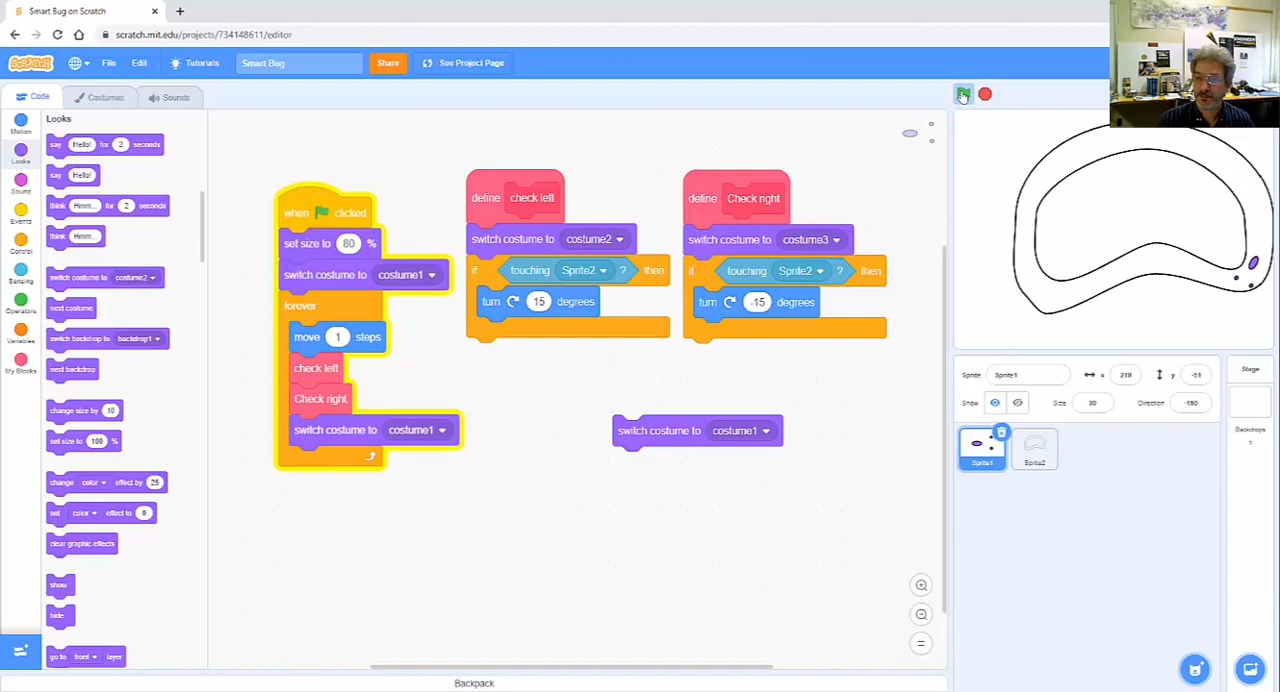 Smart Bug on Scratch
scratch.mit.edu/projects/734148611/editor
SCRATCH
File
Edit
Tutorials
Smart Bug
Share
See Project Page
Code
Costumes
Sounds
Motion
Looks
Sound
Events
Control
Sensing
Operators
Variables
My Blocks
Looks
say Hello! for 2 seconds
say Hello!
think Hmm... for 2 seconds
think Hmm...
switch costume to costume2
next costume
switch backdrop to backdrop1
next backdrop
change size by 10
set size to 100 %
change color effect by 25
set color effect to 0
clear graphic effects
show
hide
go to front layer
when clicked
set size to 80 %
switch costume to costume1
forever
move 1 steps
check left
Check right
switch costume to costume1
define check left
switch costume to costume2
if touching Sprite2 ? then
turn 15 degrees
define Check right
switch costume to costume3
if touching Sprite2 ? then
turn -15 degrees
switch costume to costume1
Backpack
Sprite Sprite1 x 210 y -51
Show Size 80 Direction -180
Sprite1
Sprite2
Stage
Backdrops
1